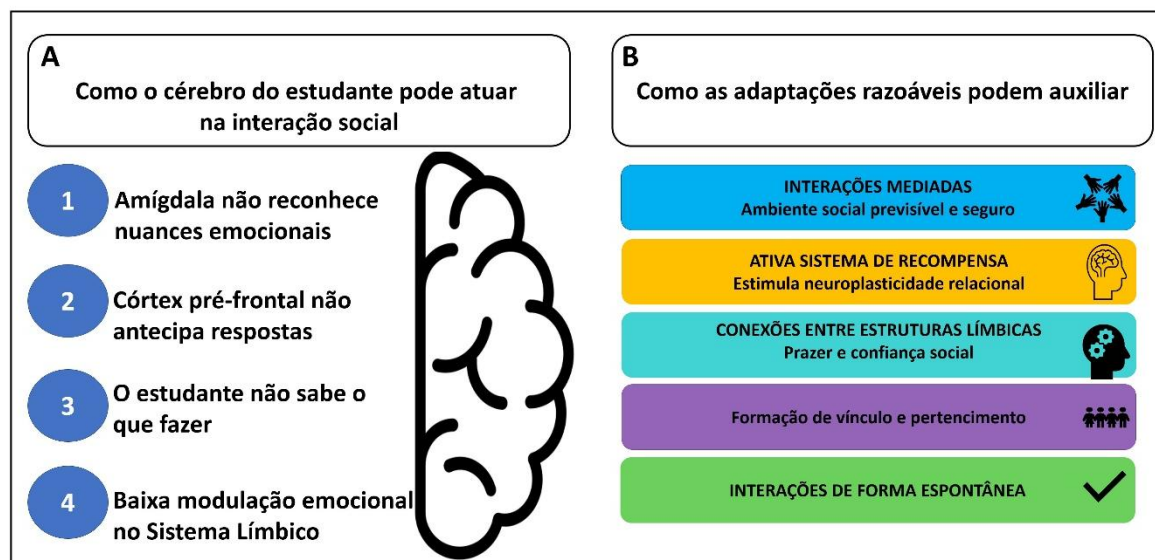 A
Como o cérebro do estudante pode atuar
na interação social
1
Amígdala não reconhece
nuances emocionais
2
Córtex pré-frontal não
antecipa respostas
3
O estudante não sabe o
que fazer
4
Baixa modulação emocional
no Sistema Límbico
B
Como as adaptações razoáveis podem auxiliar
INTERAÇÕES MEDIADAS
Ambiente social previsível e seguro
ATIVA SISTEMA DE RECOMPENSA
Estimula neuroplasticidade relacional
CONEXÕES ENTRE ESTRUTURAS LÍMBICAS
Prazer e confiança social
Formação de vínculo e pertencimento
INTERAÇÕES DE FORMA ESPONTÂNEA